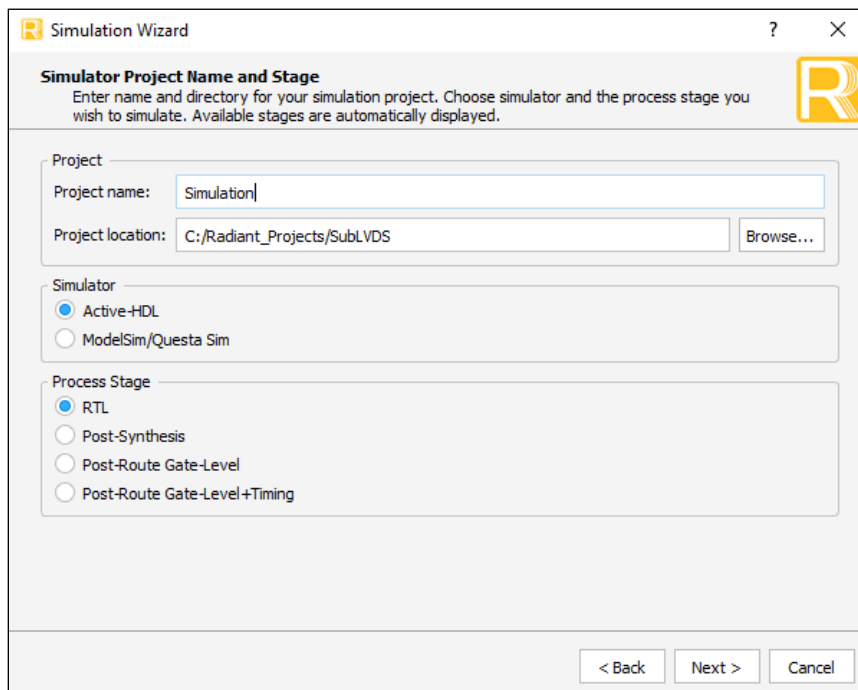 Simulation Wizard
?
Simulator Project Name and Stage
Enter name and directory for your simulation project. Choose simulator and the process stage you
wish to simulate. Available stages are automatically displayed.
Project
Project name: Simulation
Project location: C:/Radiant_Projects/SubLVDS Browse...
Simulator
Active-HDL
ModelSim/Questa Sim
Process Stage
RTL
Post-Synthesis
Post-Route Gate-Level
Post-Route Gate-Level+Timing
< Back Next > Cancel